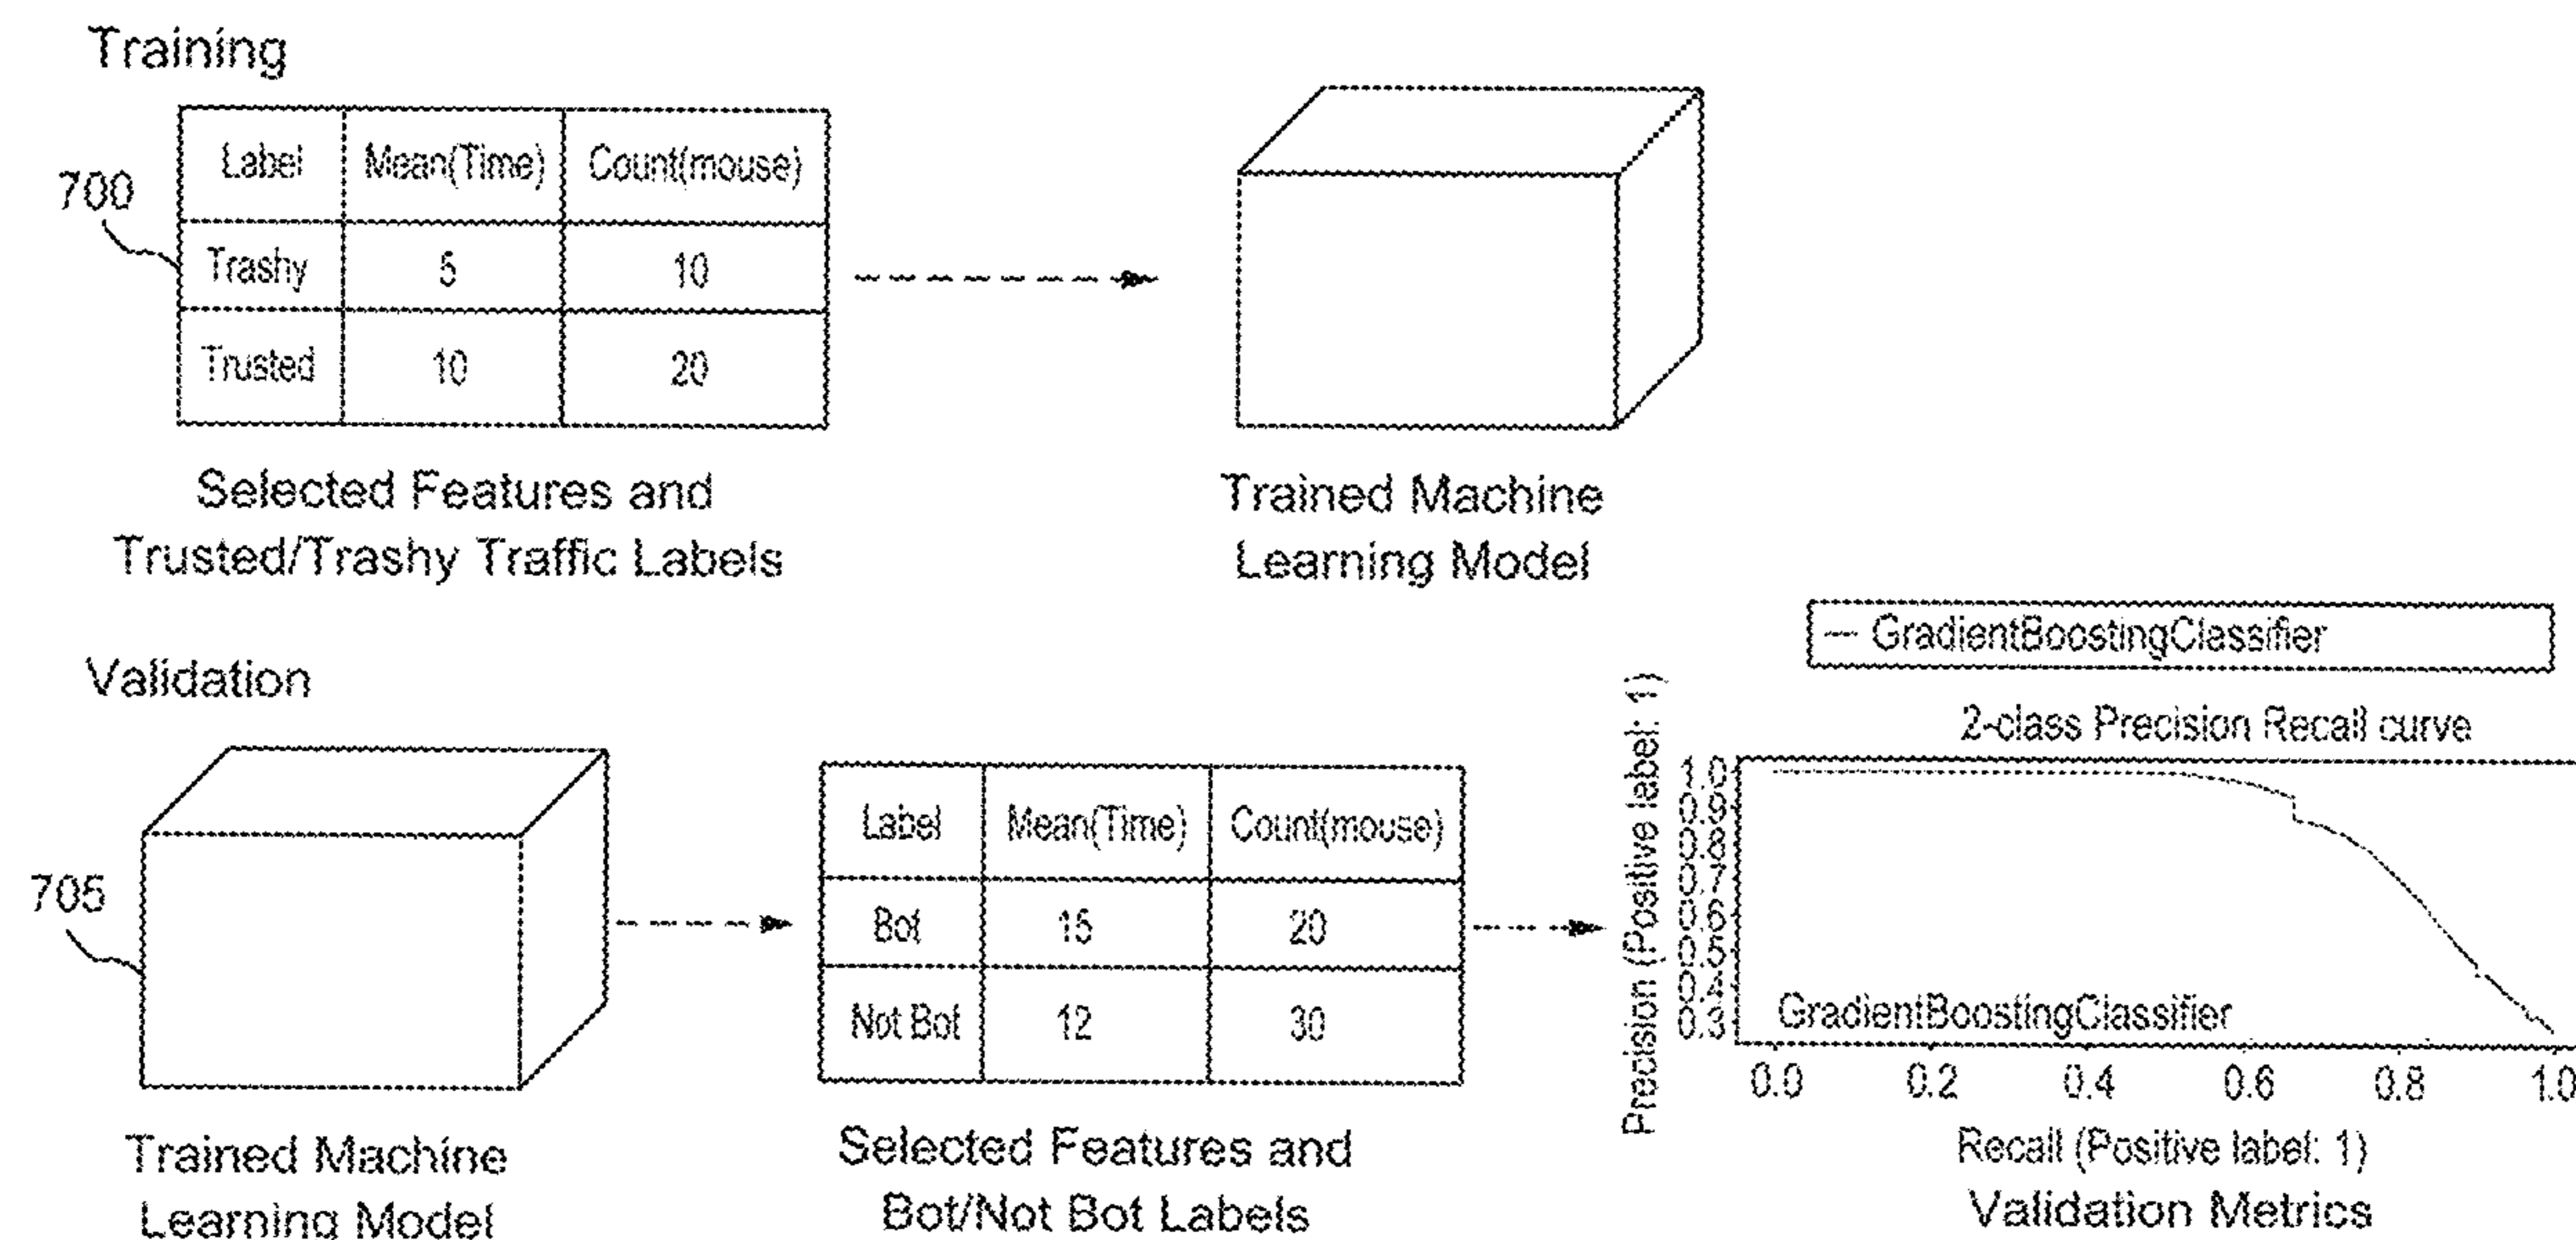 Training
Label Mean(Time) Count(mouse)
700
Trashy 5 10
Trusted 10 20
Selected Features and
Trusted/Trashy Traffic Labels
Trained Machine
Learning Model
Validation
705
Trained Machine
Learning Model
Label Mean(Time) Count(mouse)
Bot 15 20
Not Bot 12 30
Selected Features and
Bot/Not Bot Labels
--- GradientBoostingClassifier
2-class Precision Recall curve
Precision (Positive label: 1)
1.0
0.9
0.8
0.7
0.6
0.5
0.4
0.3
GradientBoostingClassifier
0.0 0.2 0.4 0.6 0.8 1.0
Recall (Positive label: 1)
Validation Metrics